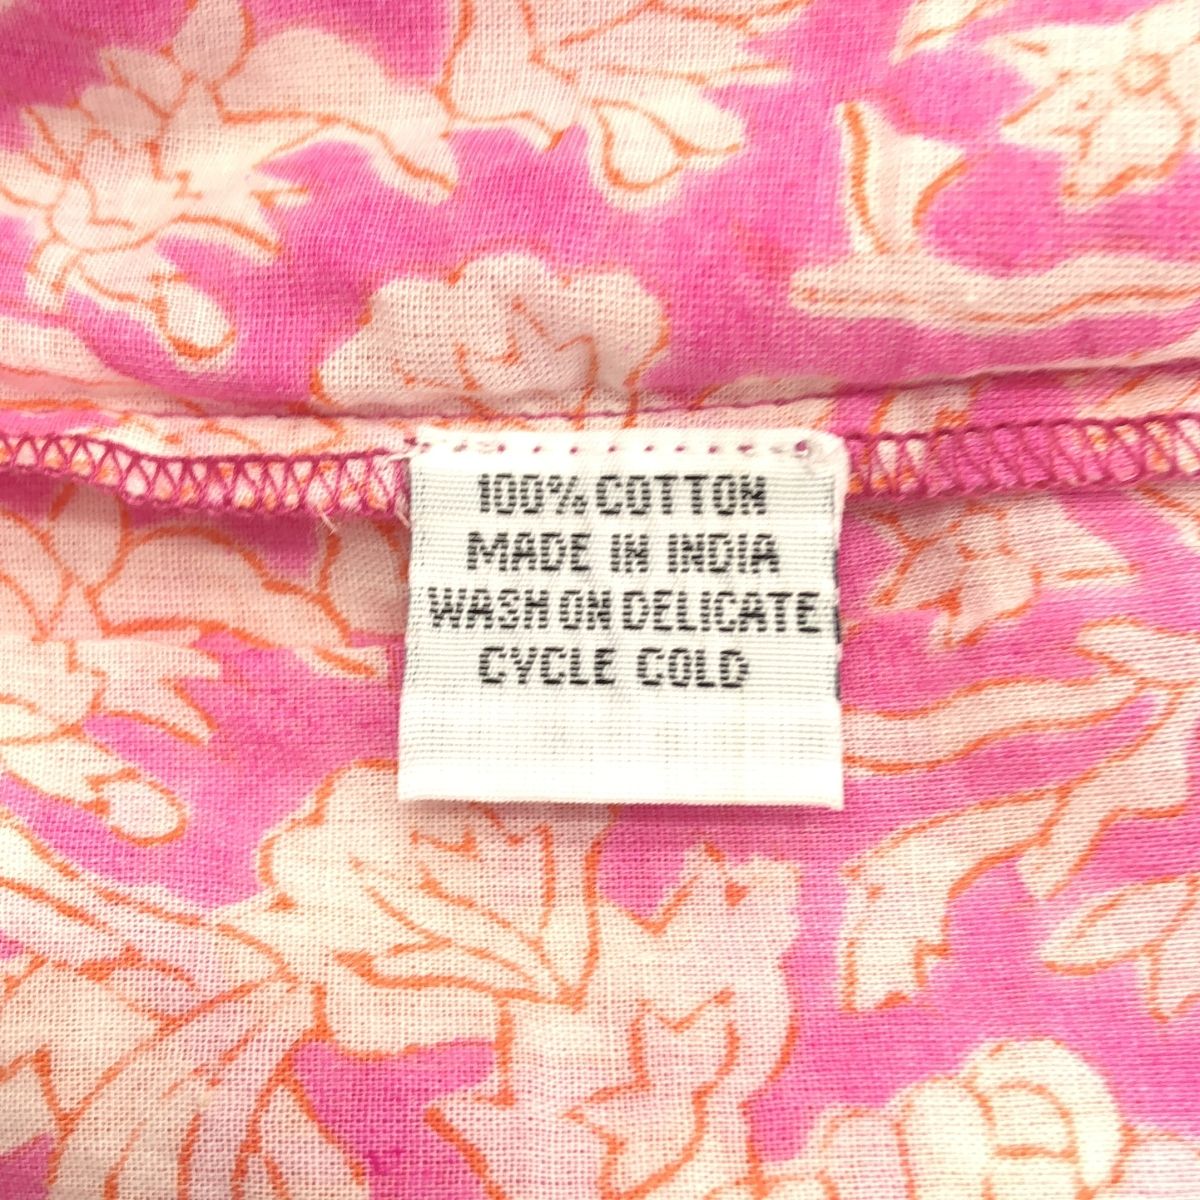 100% COTTON
MADE IN INDIA
WASH ON DELICATE
CYCLE COLD